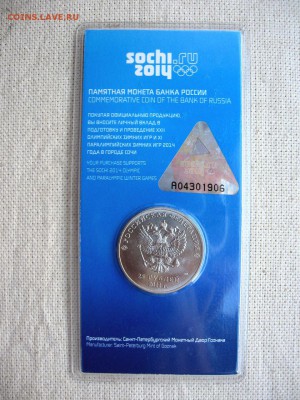 COINS.LAVE.RU
sochi.ru
2014
ПАМЯТНАЯ МОНЕТА БАНКА РОССИИ
COMMEMORATIVE COIN OF THE BANK OF RUSSIA
ПОКУПАЯ ОФИЦИАЛЬНУЮ ПРОДУКЦИЮ,
ВЫ ВНОСИТЕ ЛИЧНЫЙ ВКЛАД В
ПОДГОТОВКУ И ПРОВЕДЕНИЕ XXII
ОЛИМПИЙСКИХ ЗИМНИХ ИГР И XI
ПАРАЛИМПИЙСКИХ ЗИМНИХ ИГР 2014
ГОДА В ГОРОДЕ СОЧИ
YOUR PURCHASE SUPPORTS
THE SOCHI 2014 OLYMPIC
AND PARALYMPIC WINTER GAMES
A04301906
Производитель: Санкт-Петербургский Монетный Двор Гознака
Manufacturer: Saint-Petersburg Mint of Goznak